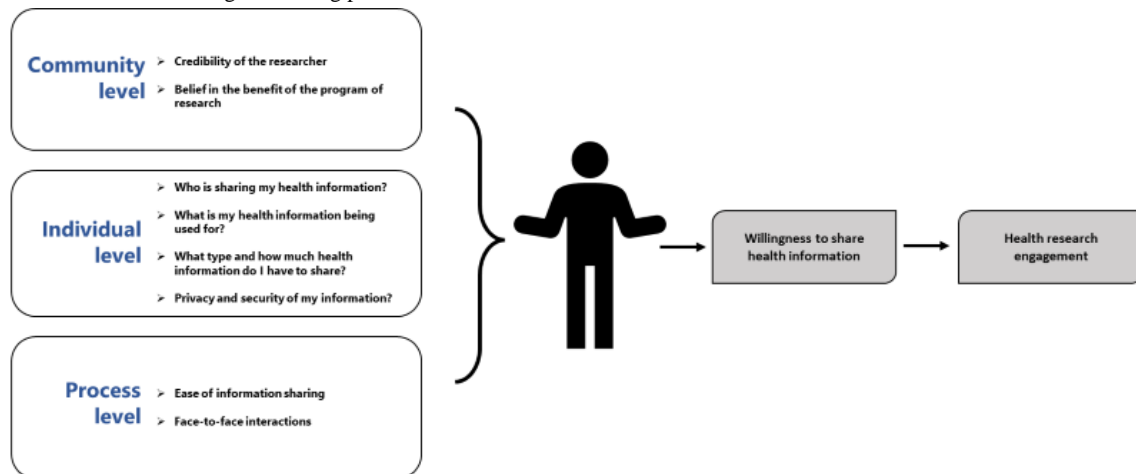 Community
level
➢ Credibility of the researcher
➢ Belief in the benefit of the program of
research
Individual
level
➢ Who is sharing my health information?
➢ What is my health information being
used for?
➢ What type and how much health
information do I have to share?
➢ Privacy and security of my information?
Process
level
➢ Ease of information sharing
➢ Face-to-face interactions
Willingness to share
health information
Health research
engagement